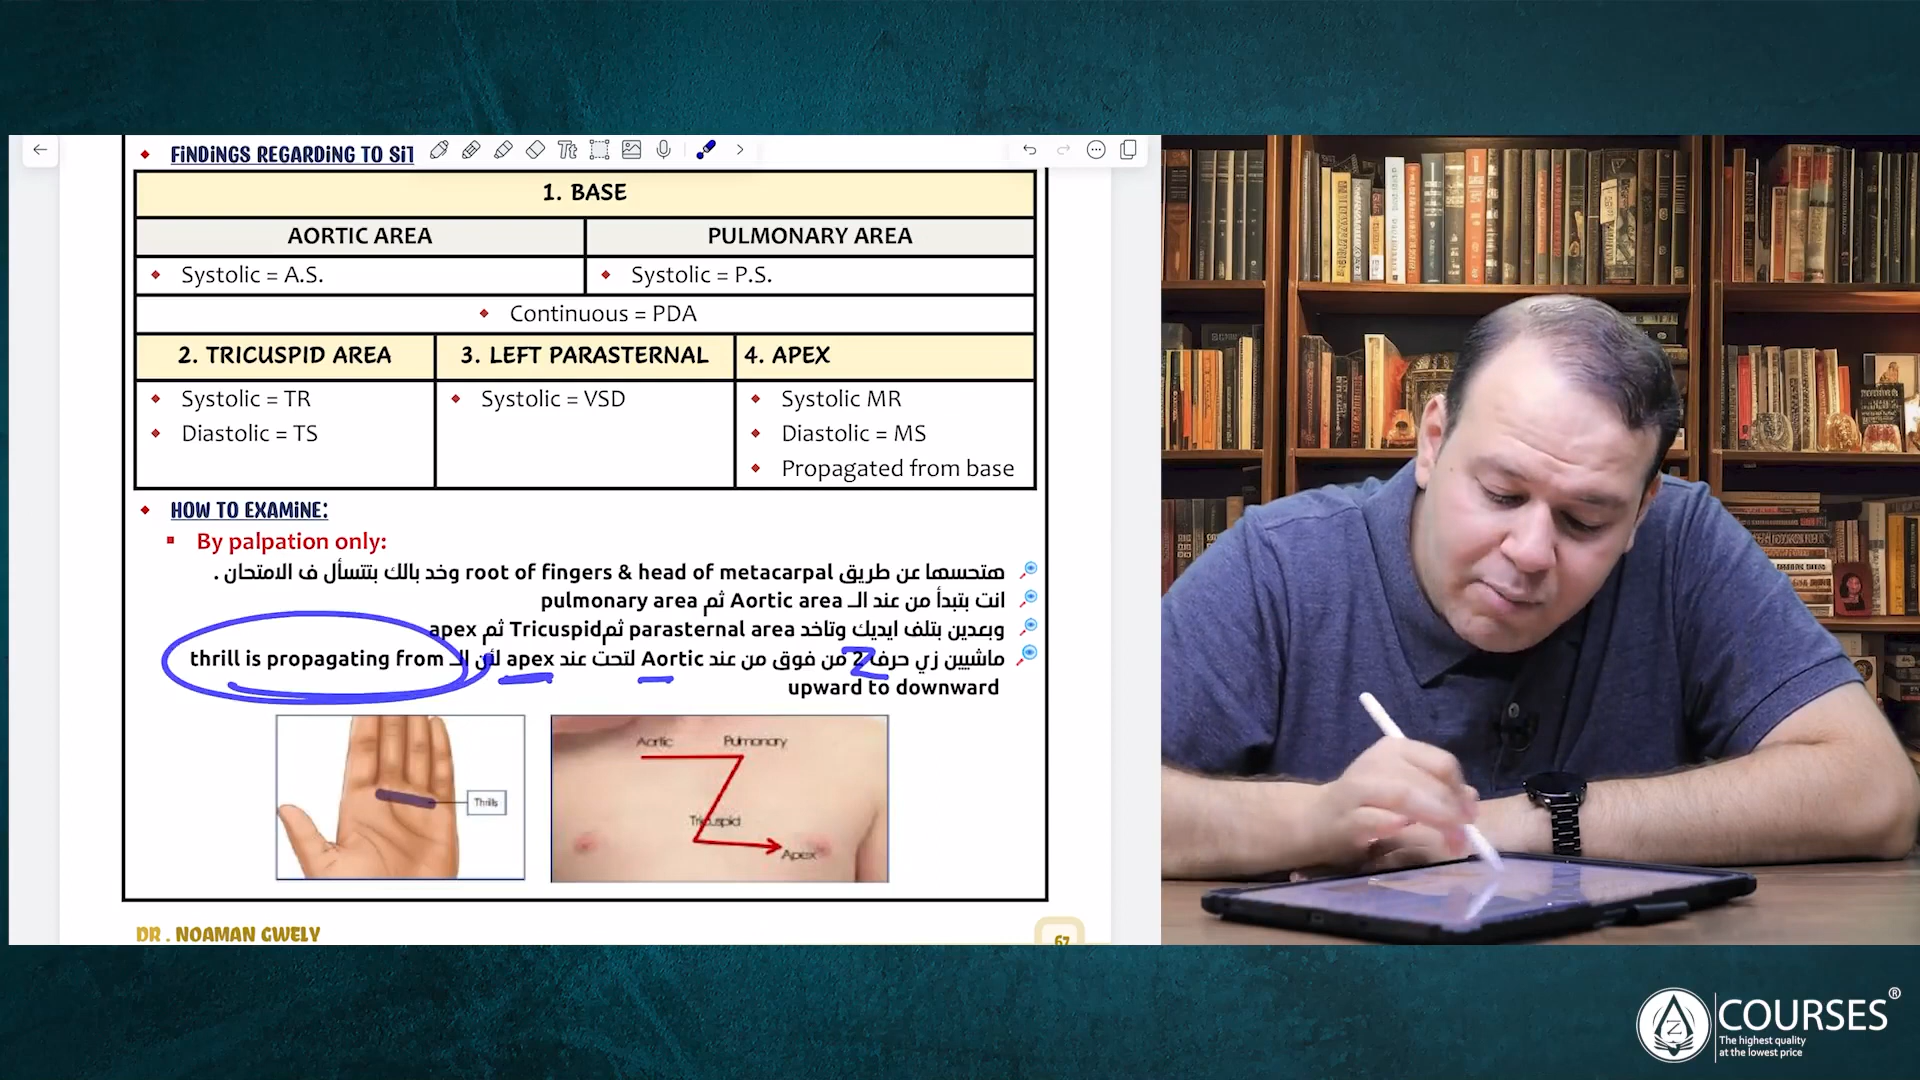 FINDINGS REGARDING TO SIT
1. BASE
AORTIC AREA
PULMONARY AREA
Systolic = A.S.
Systolic = P.S.
Continuous = PDA
2. TRICUSPID AREA
3. LEFT PARASTERNAL
4. APEX
Systolic = TR
Diastolic = TS
Systolic = VSD
Systolic MR
Diastolic = MS
Propagated from base
HOW TO EXAMINE:
By palpation only:
هتحسها عن طريق root of fingers & head of metacarpal وخد بالك بتتسأل ف الامتحان .
انت بتبدأ من عند الـ Aortic area ثم pulmonary area
وبعدين بتلف ايديك وتاخد parasternal area ثم Tricuspid ثم apex
ماشيين زي حرف Z من فوق من عند Aortic لتحت عند apex لئن الـ thrill is propagating from
upward to downward
Thrills
Aortic
Pulmonary
Tricuspid
Apex
DR . NOAMAN GWELY
67
Z
COURSES®
The highest quality
at the lowest price